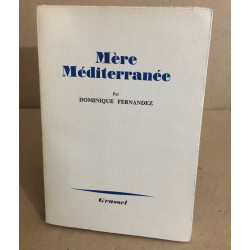 Mère
Méditerranée
Par
DOMINIQUE FERNANDEZ
Grasset